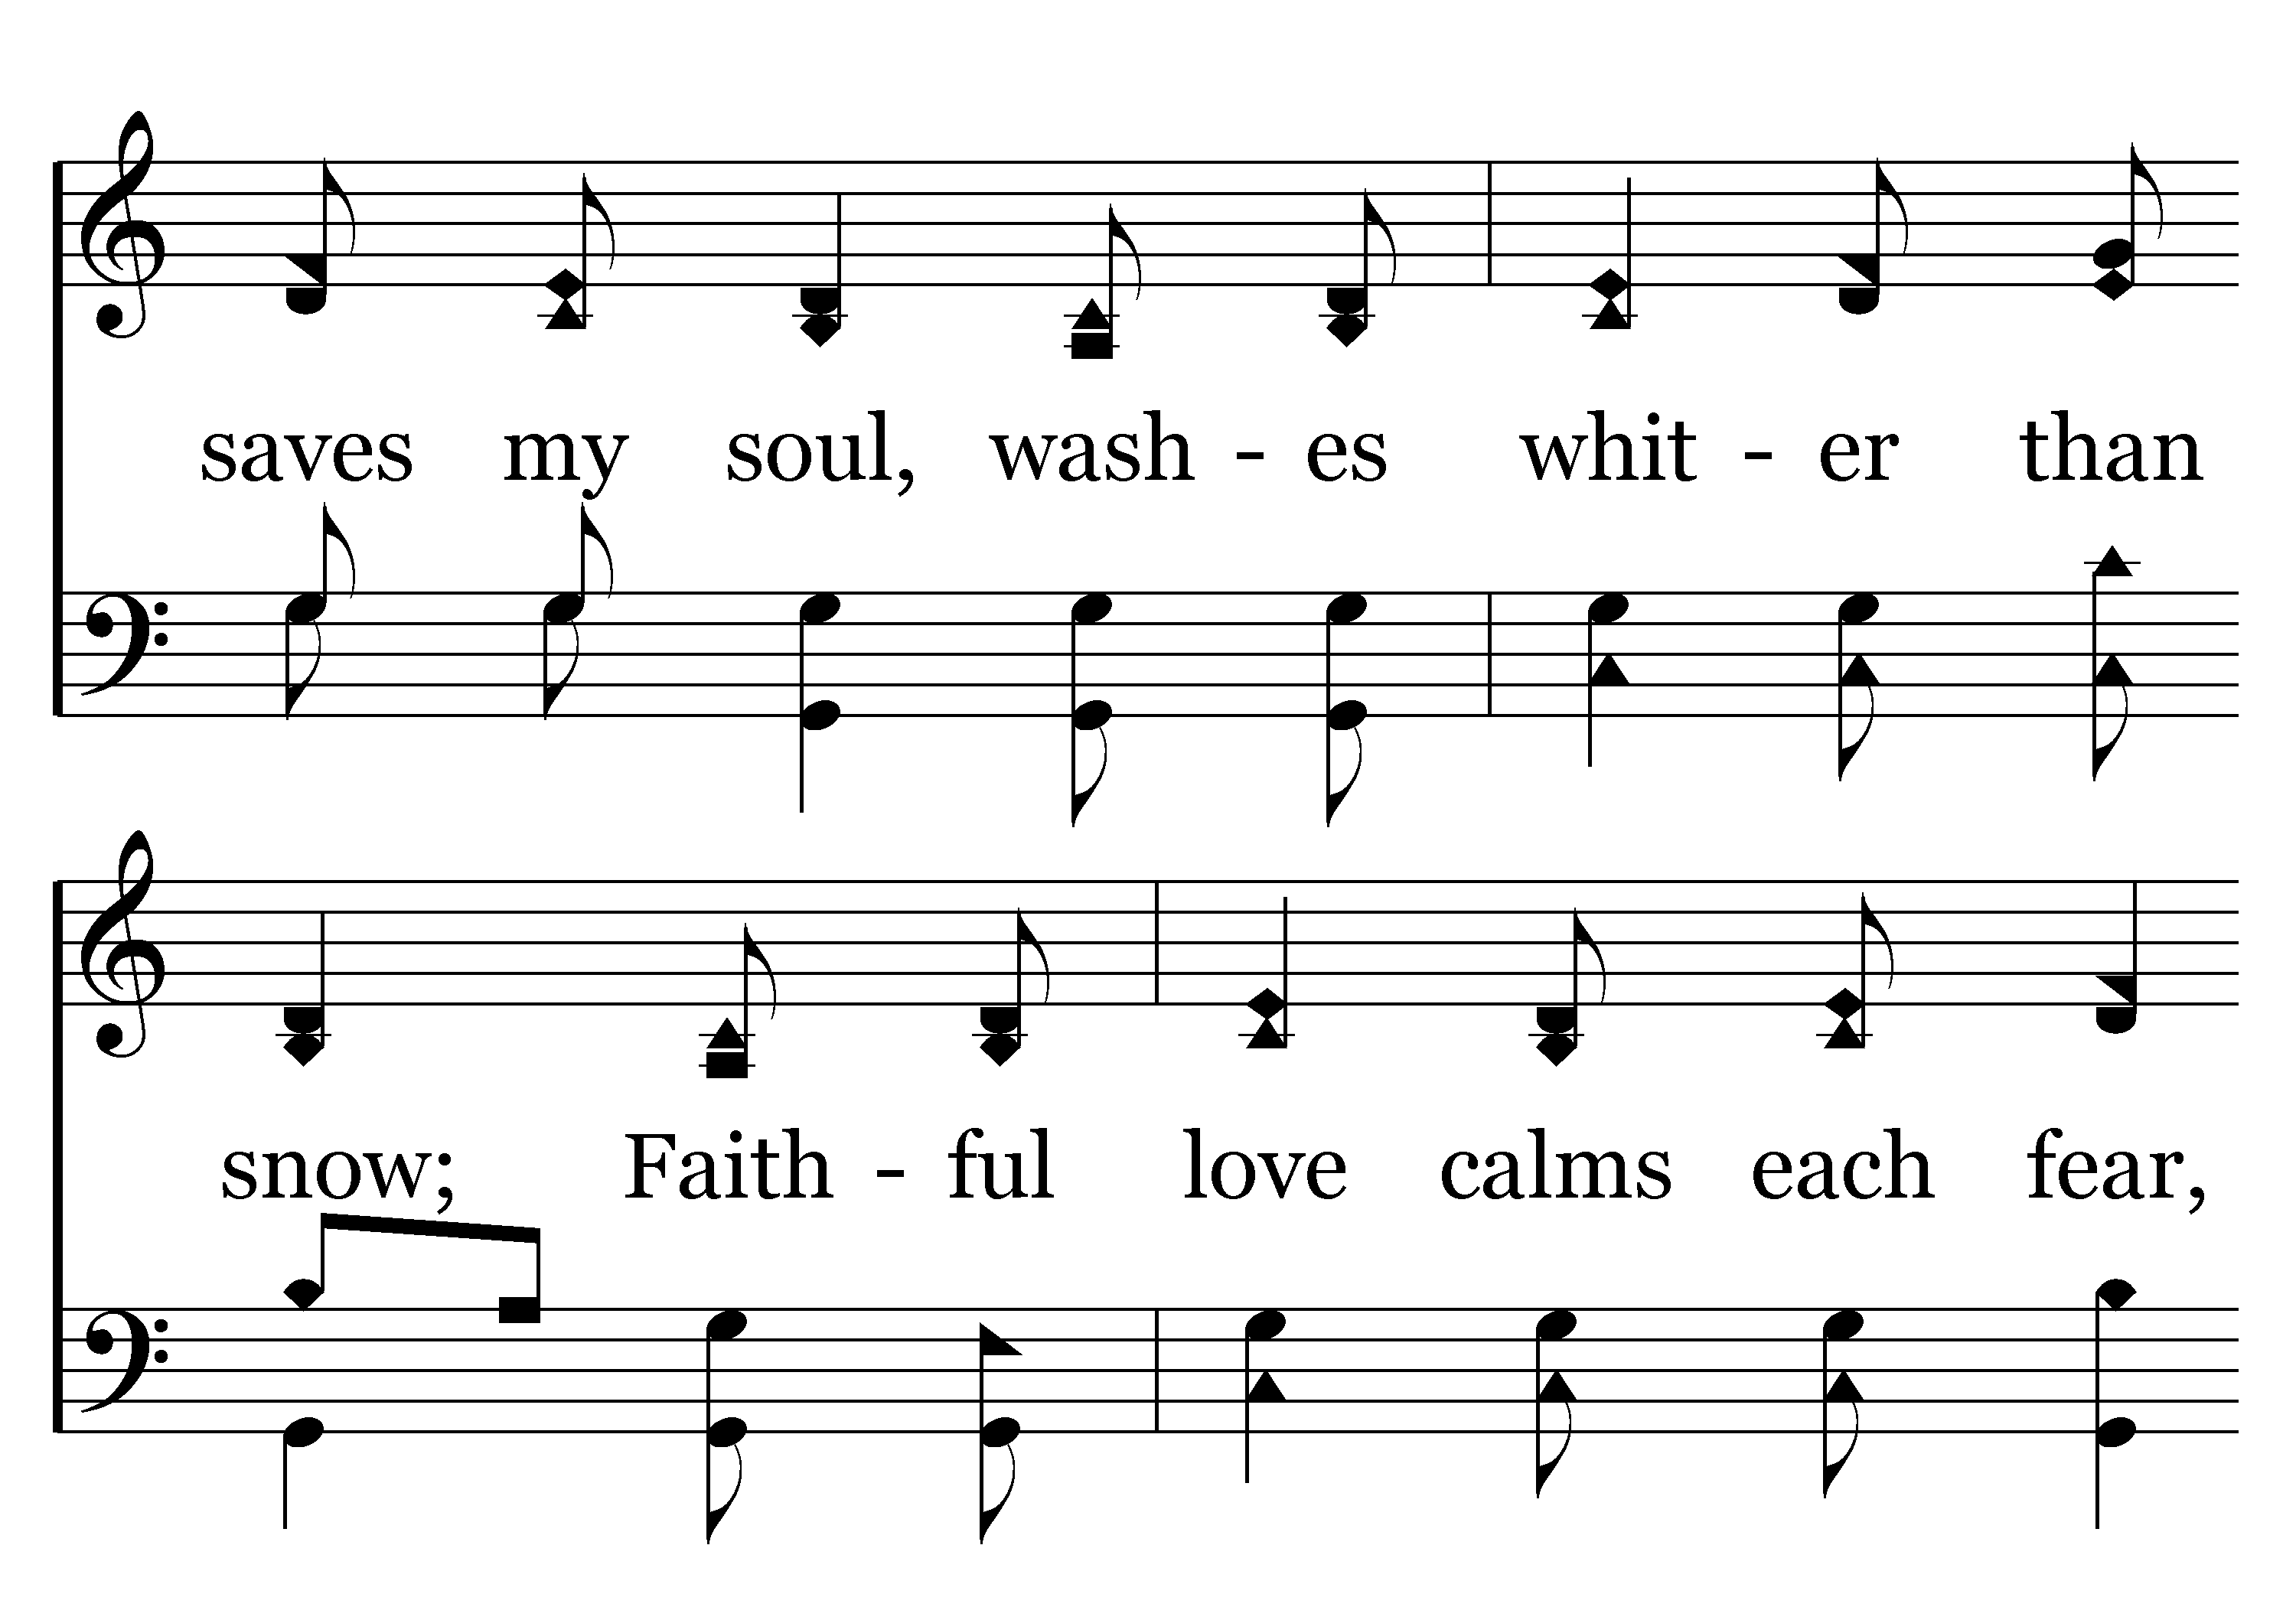 saves my soul, wash - es whit - er than
snow; Faith - ful love calms each fear,